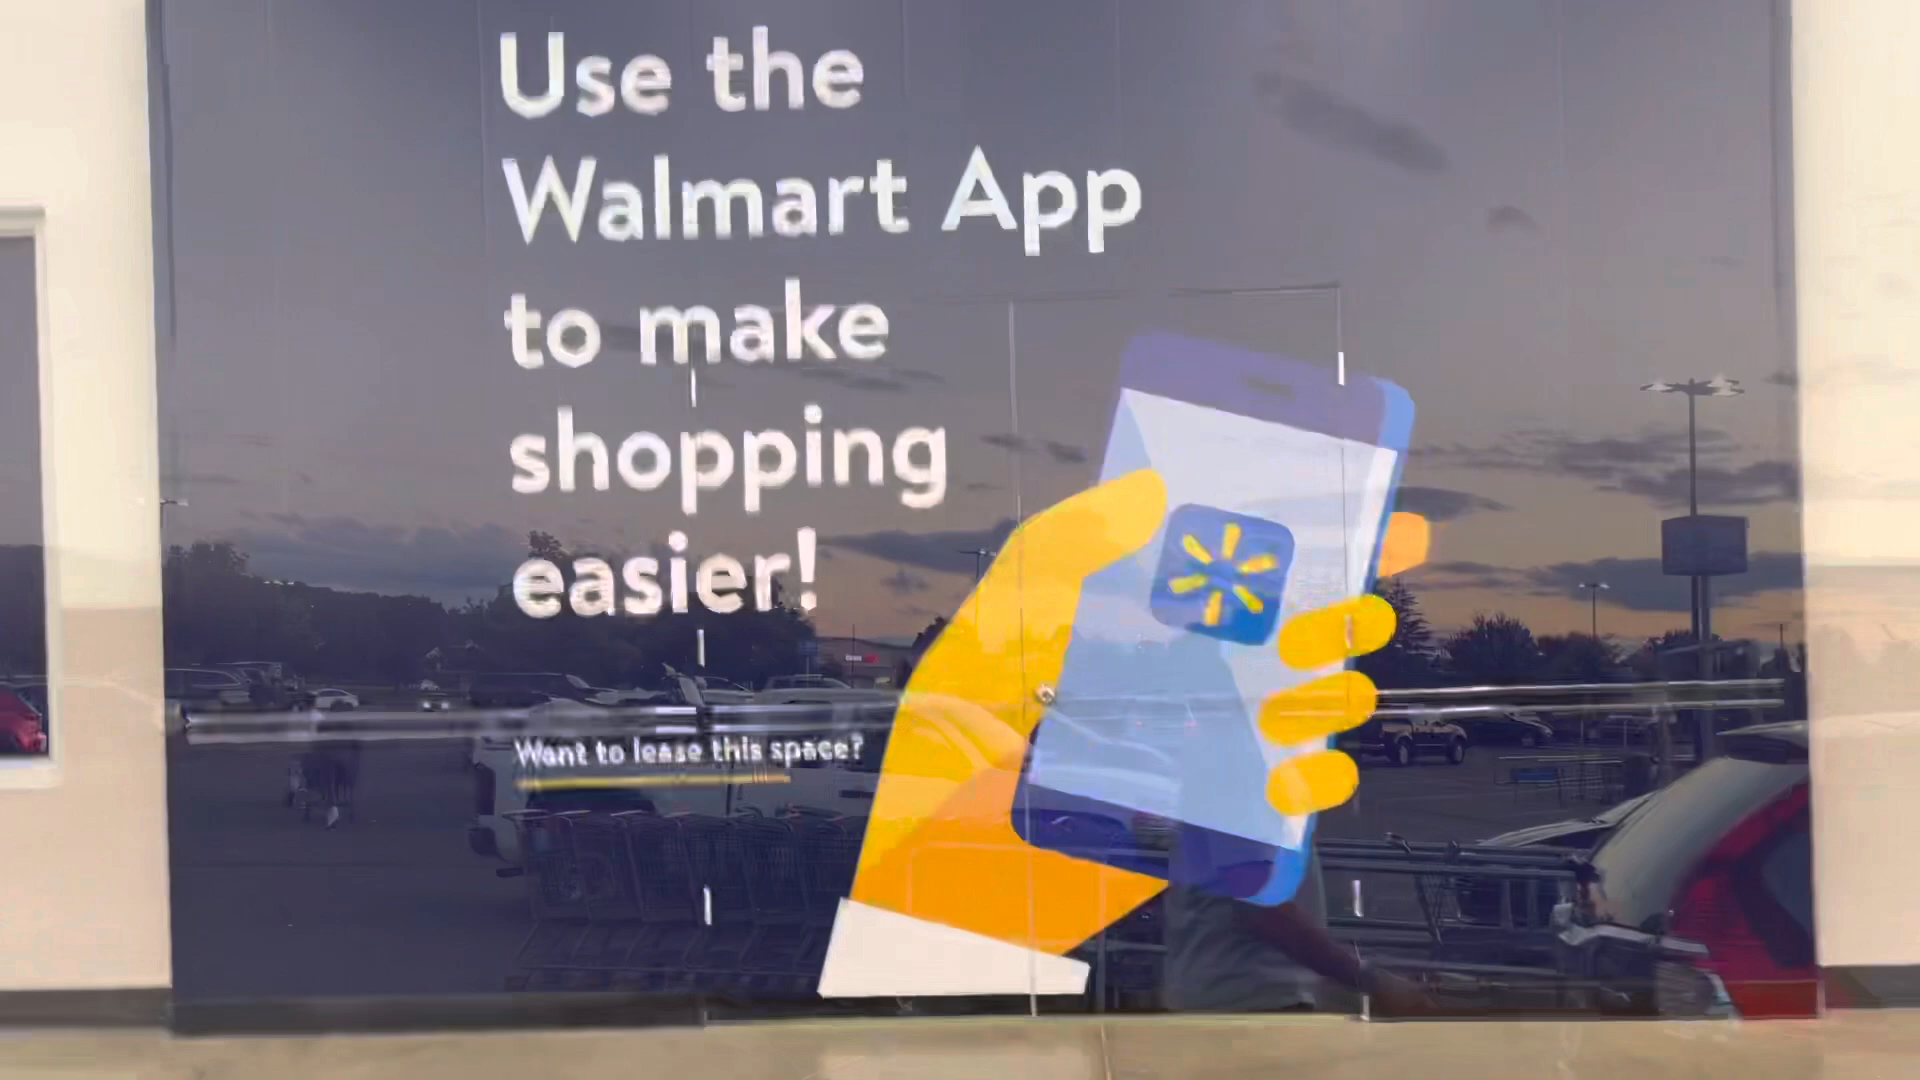 Use the
Walmart App
to make
shopping
easier!
Want to lease this space?